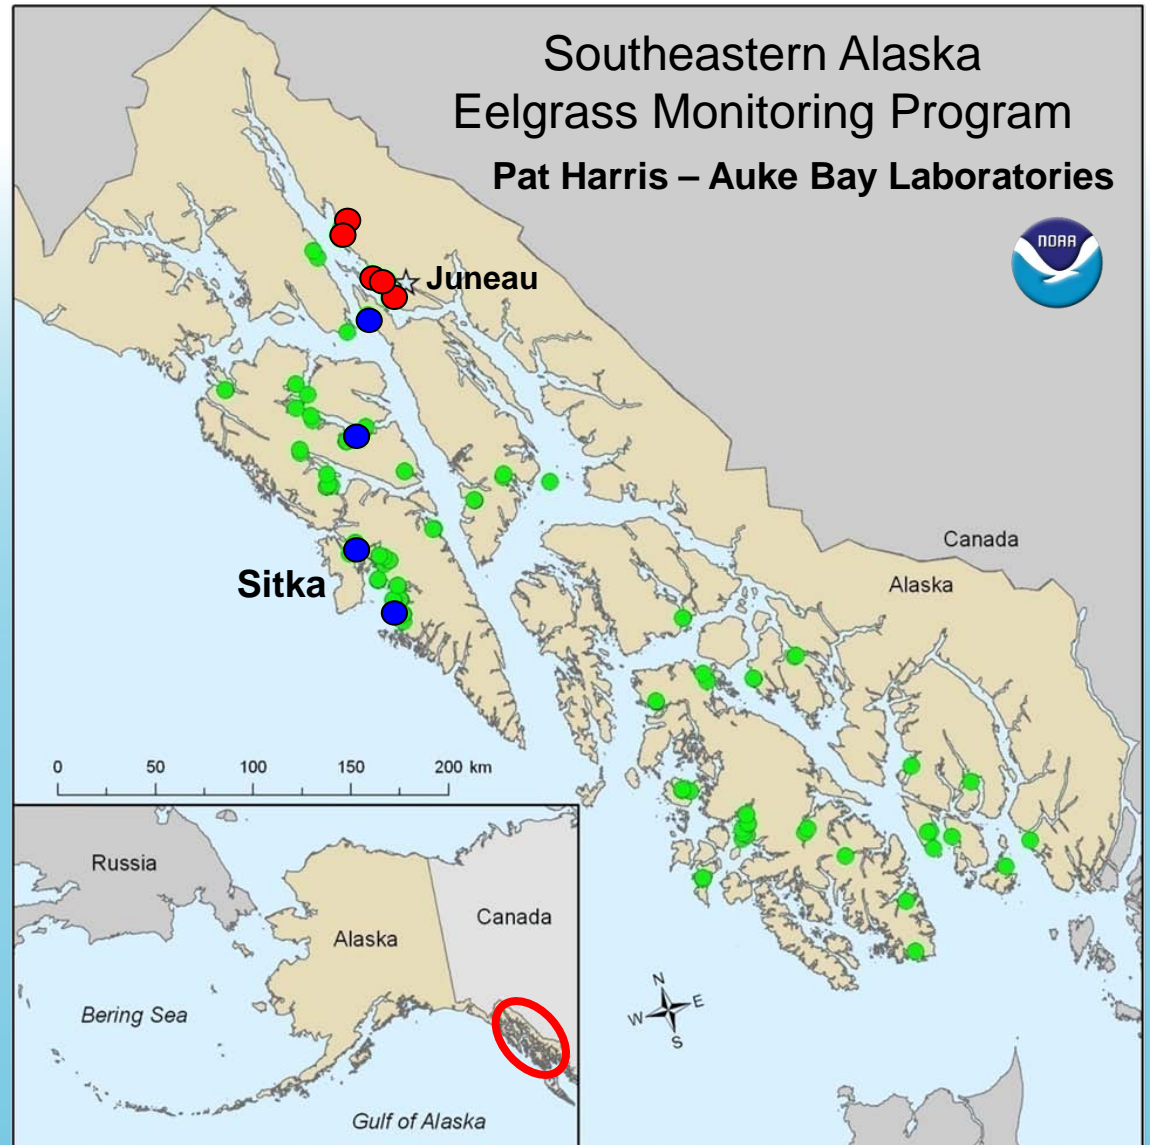 Southeastern Alaska
Eelgrass Monitoring Program
Pat Harris – Auke Bay Laboratories
NOAA
Juneau
Canada
Alaska
Sitka
0 50 100 150 200 km
Russia
Canada
Alaska
Bering Sea
Gulf of Alaska
N
W E
S